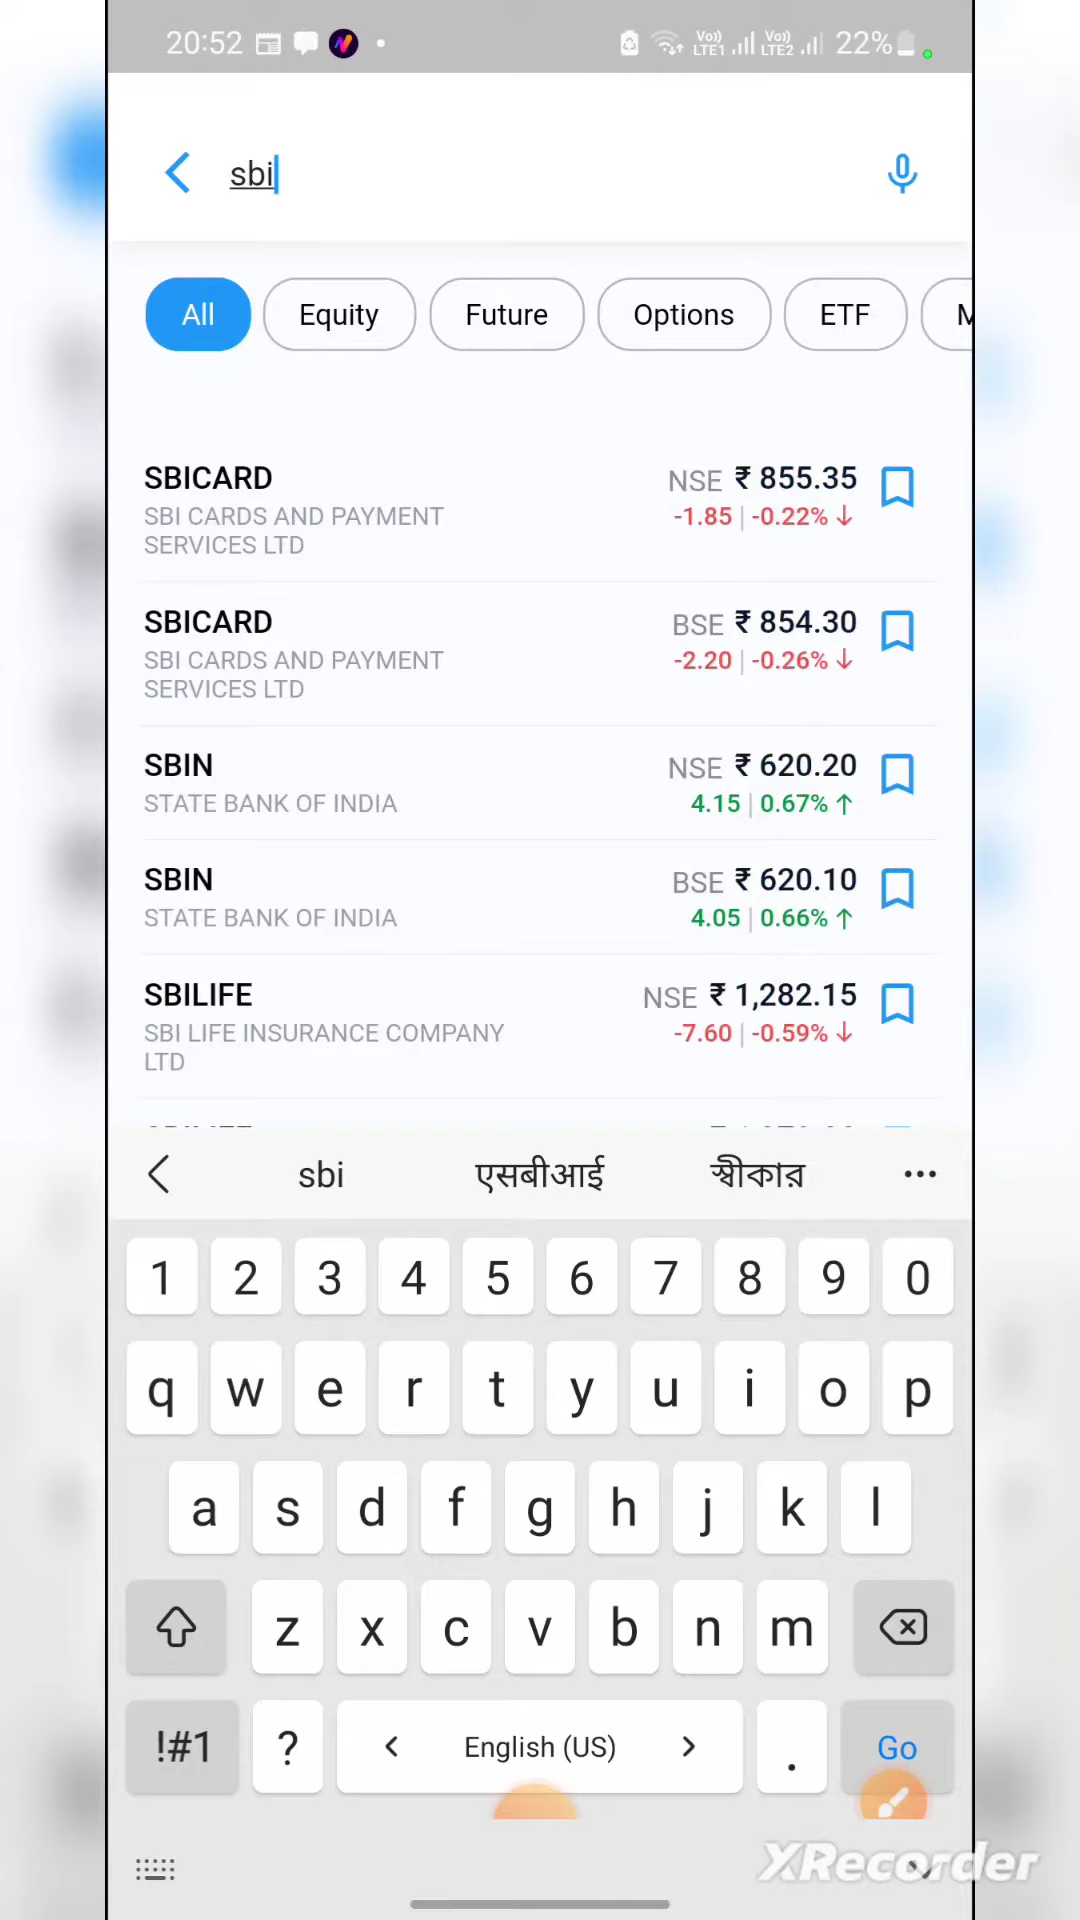 20:52 Vo)) LTE1 Vo)) LTE2 22%
sbi
All Equity Future Options ETF
SBICARD NSE ₹ 855.35
SBI CARDS AND PAYMENT SERVICES LTD -1.85 | -0.22% ↓
SBICARD BSE ₹ 854.30
SBI CARDS AND PAYMENT SERVICES LTD -2.20 | -0.26% ↓
SBIN NSE ₹ 620.20
STATE BANK OF INDIA 4.15 | 0.67% ↑
SBIN BSE ₹ 620.10
STATE BANK OF INDIA 4.05 | 0.66% ↑
SBILIFE NSE ₹ 1,282.15
SBI LIFE INSURANCE COMPANY LTD -7.60 | -0.59% ↓
sbi एसबीआई স্বীকার ...
1 2 3 4 5 6 7 8 9 0
q w e r t y u i o p
a s d f g h j k l
z x c v b n m
!#1 ? < English (US) > . Go
XRecorder